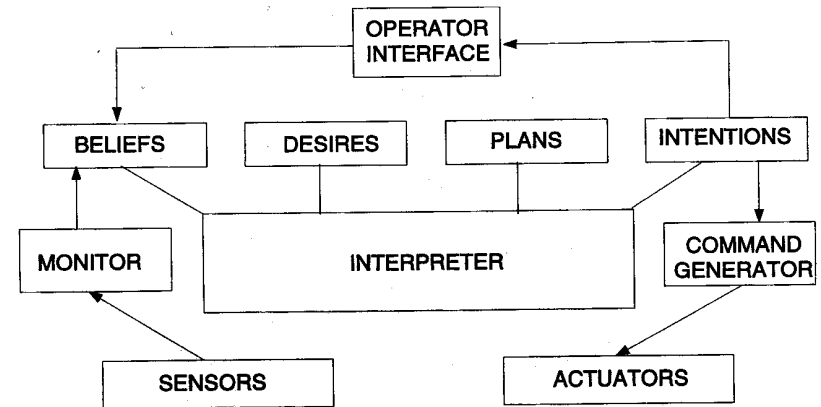 OPERATOR
INTERFACE
BELIEFS
DESIRES
PLANS
INTENTIONS
MONITOR
INTERPRETER
COMMAND
GENERATOR
SENSORS
ACTUATORS